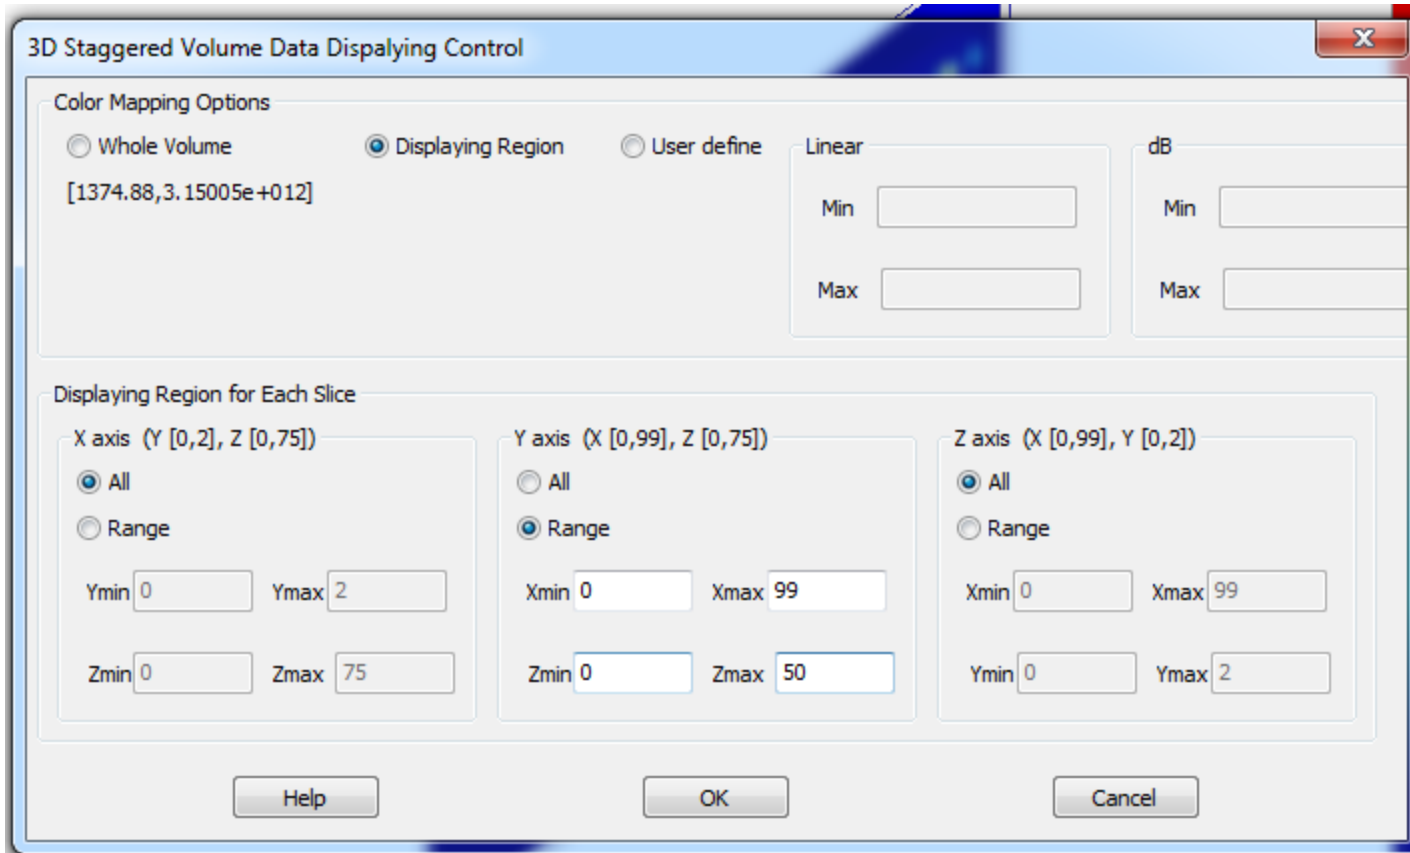 3D Staggered Volume Data Dispalying Control
Color Mapping Options
Whole Volume Displaying Region User define Linear dB
[1374.88,3.15005e+012]
Min Min
Max Max
Displaying Region for Each Slice
X axis (Y [0,2], Z [0,75]) Y axis (X [0,99], Z [0,75]) Z axis (X [0,99], Y [0,2])
All All All
Range Range Range
Ymin 0 Ymax 2 Xmin 0 Xmax 99 Xmin 0 Xmax 99
Zmin 0 Zmax 75 Zmin 0 Zmax 50 Ymin 0 Ymax 2
Help OK Cancel